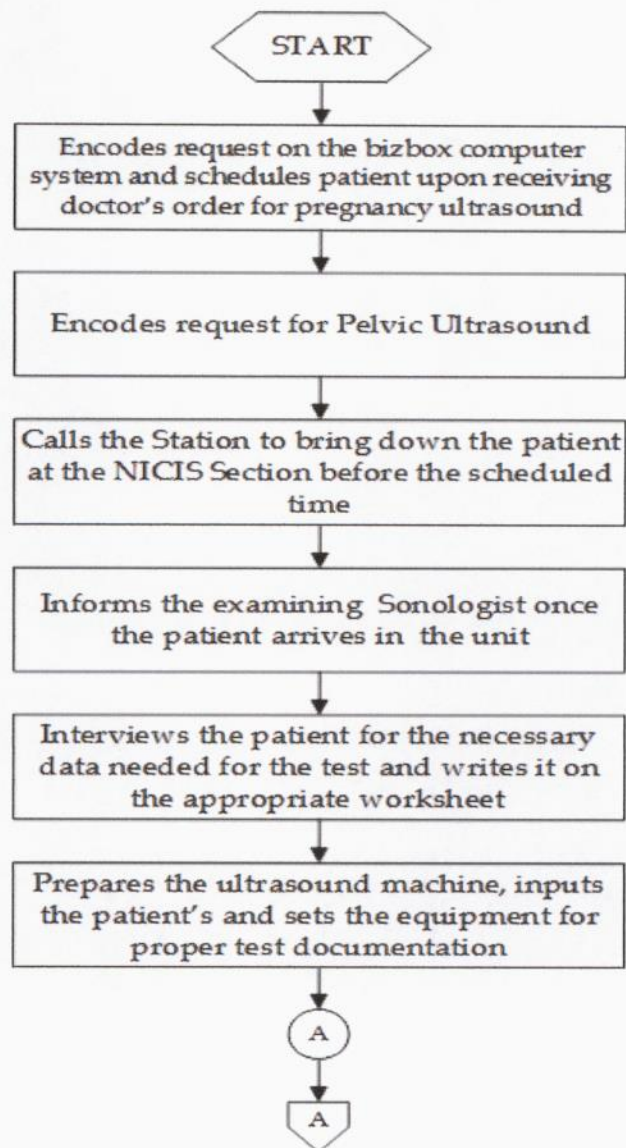 START
Encodes request on the bizbox computer
system and schedules patient upon receiving
doctor's order for pregnancy ultrasound
Encodes request for Pelvic Ultrasound
Calls the Station to bring down the patient
at the NICIS Section before the scheduled
time
Informs the examining Sonologist once
the patient arrives in the unit
Interviews the patient for the necessary
data needed for the test and writes it on
the appropriate worksheet
Prepares the ultrasound machine, inputs
the patient's and sets the equipment for
proper test documentation
A
A